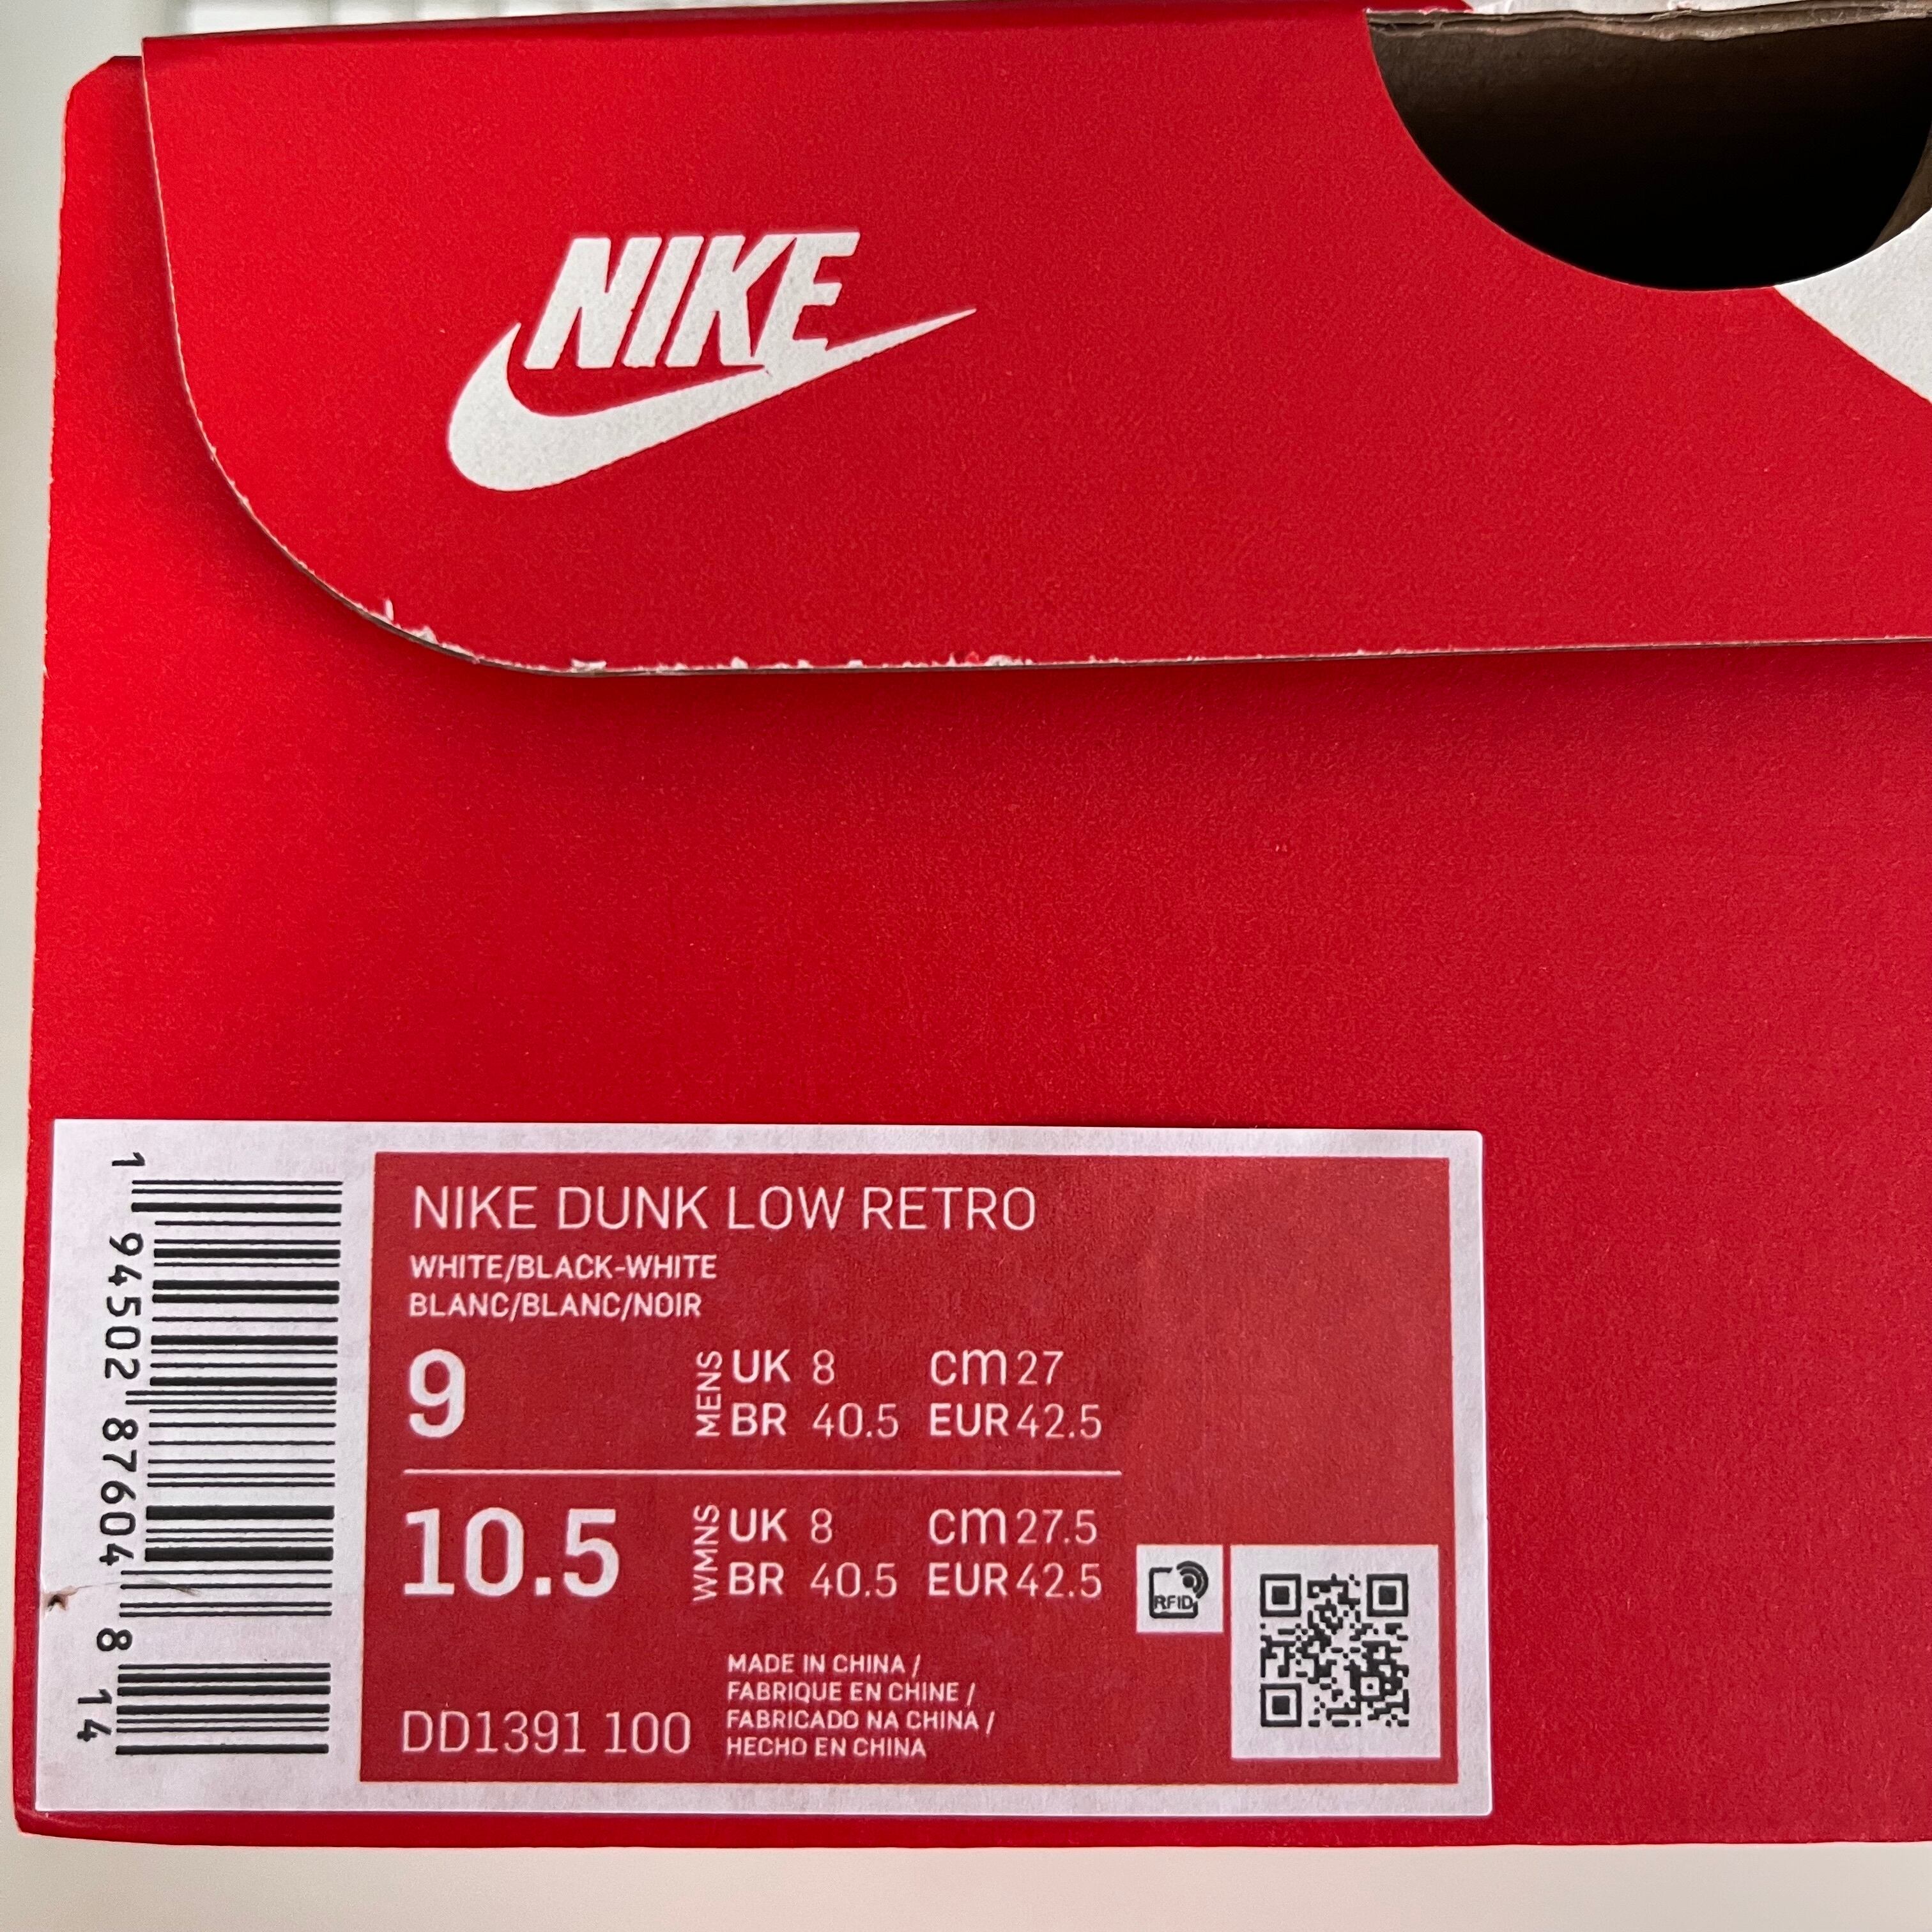 NIKE
1 94502 87604 8 14
NIKE DUNK LOW RETRO
WHITE/BLACK-WHITE
BLANC/BLANC/NOIR
9
MENS
UK 8 cm 27
BR 40.5 EUR 42.5
10.5
WMNS
UK 8 cm 27.5
BR 40.5 EUR 42.5
RFID
DD1391 100
MADE IN CHINA /
FABRIQUE EN CHINE /
FABRICADO NA CHINA /
HECHO EN CHINA